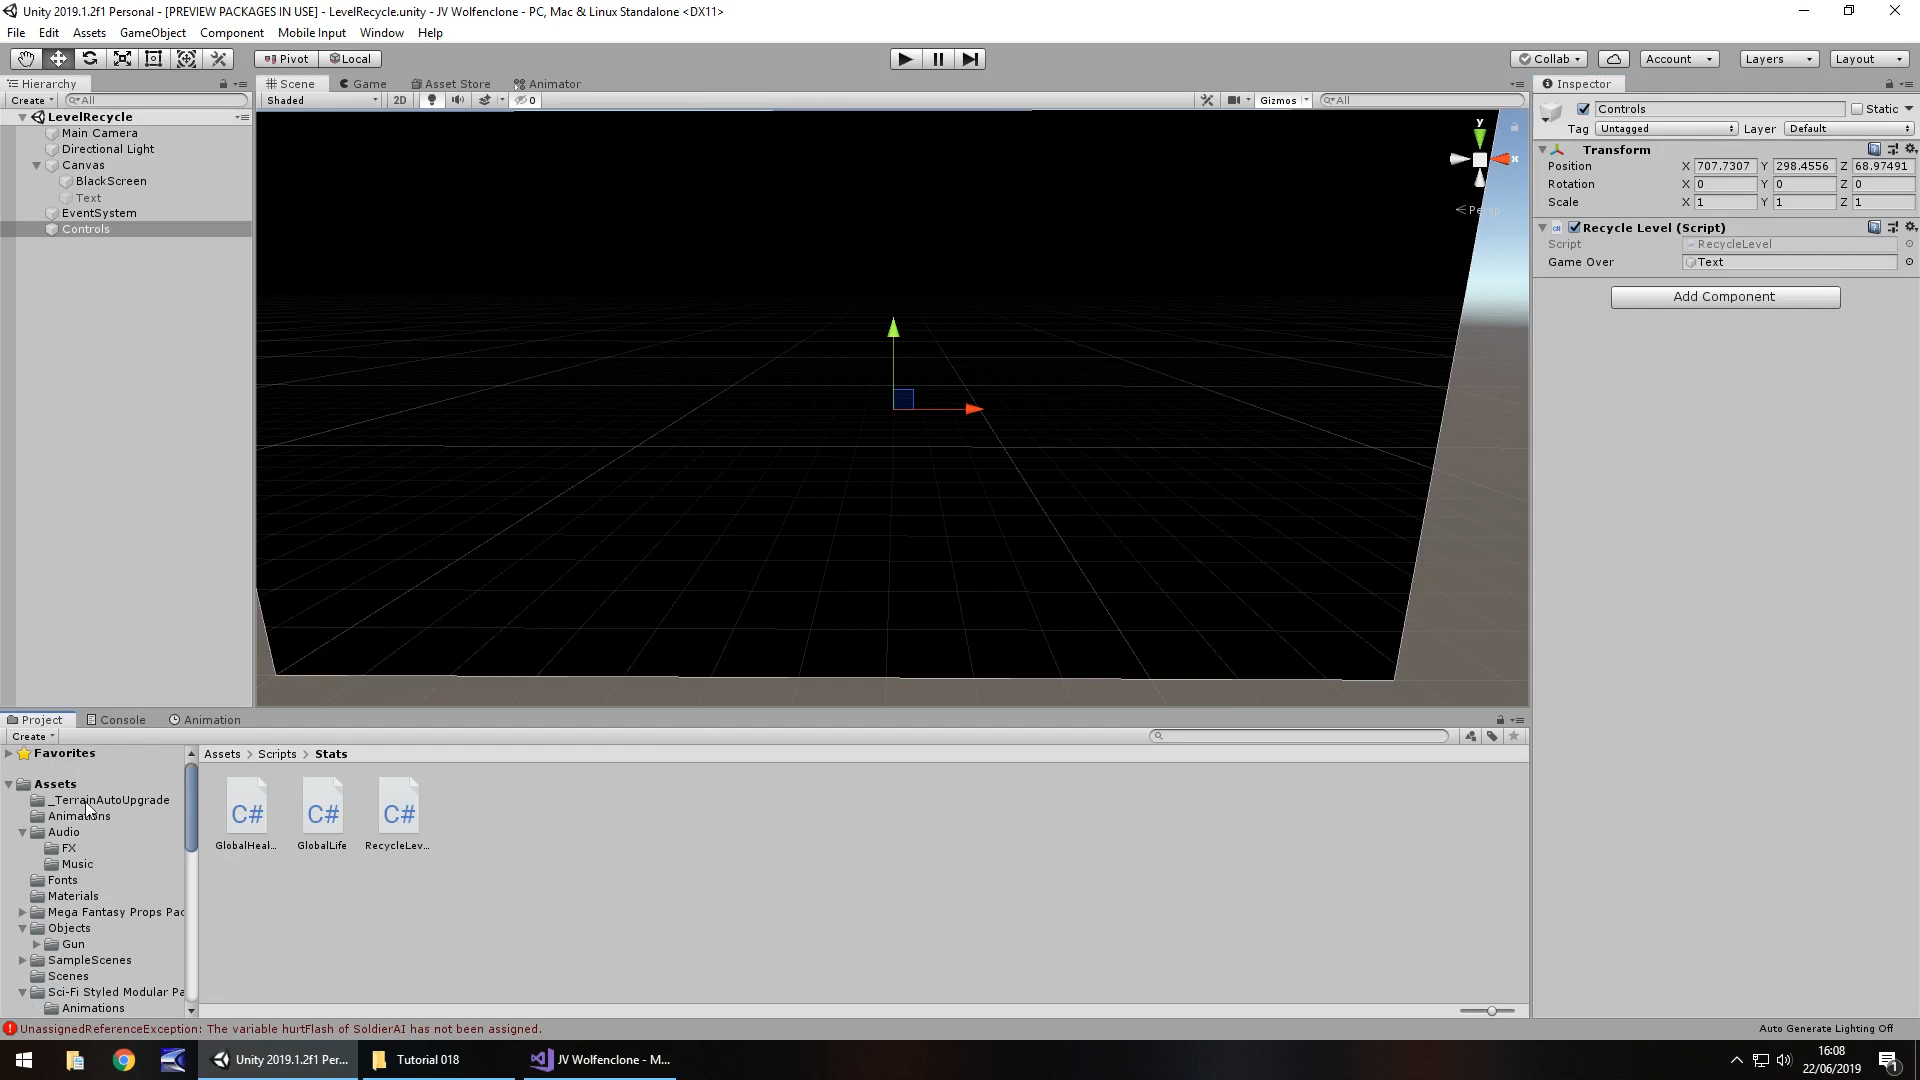 Unity 2019.1.2f1 Personal - [PREVIEW PACKAGES IN USE] - LevelRecycle.unity - JV Wolfenclone - PC, Mac & Linux Standalone <DX11>
File Edit Assets GameObject Component Mobile Input Window Help
Pivot Local Collab Account Layers Layout
Hierarchy Scene Game Asset Store Animator Inspector
Create All Shaded 2D 0 Gizmos All
LevelRecycle
Main Camera
Directional Light
Canvas
BlackScreen
Text
EventSystem
Controls
y
x
Persp
Controls Static
Tag Untagged Layer Default
Transform
Position X 707.7307 Y 298.4556 Z 68.97491
Rotation X 0 Y 0 Z 0
Scale X 1 Y 1 Z 1
Recycle Level (Script)
Script RecycleLevel
Game Over Text
Add Component
Project Console Animation
Create
Favorites
Assets
_TerrainAutoUpgrade
Animations
Audio
FX
Music
Fonts
Materials
Mega Fantasy Props Pac
Objects
Gun
SampleScenes
Scenes
Sci-Fi Styled Modular Pa
Animations
Assets > Scripts > Stats
C# C# C#
GlobalHeal... GlobalLife RecycleLev...
UnassignedReferenceException: The variable hurtFlash of SoldierAI has not been assigned.
Auto Generate Lighting Off
Unity 2019.1.2f1 Per... Tutorial 018 JV Wolfenclone - M...
16:08
22/06/2019
1